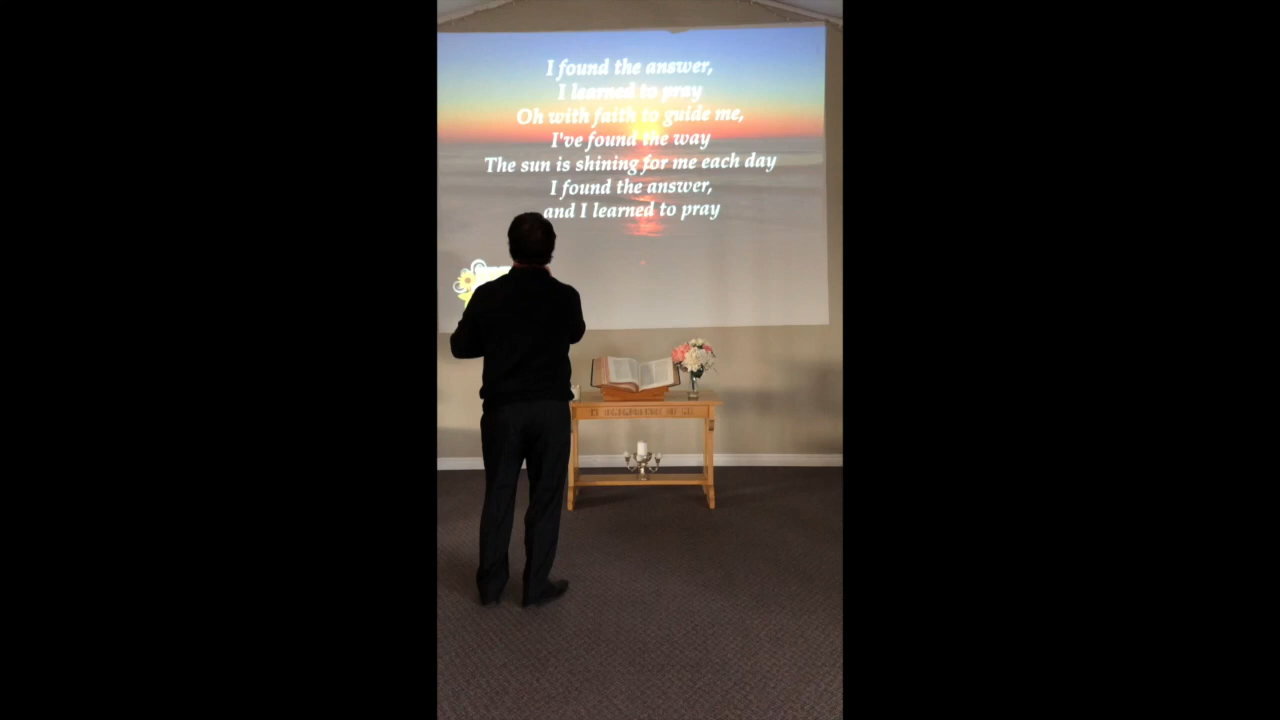 I found the answer,
I learned to pray
Oh with faith to guide me,
I've found the way
The sun is shining for me each day
I found the answer,
and I learned to pray